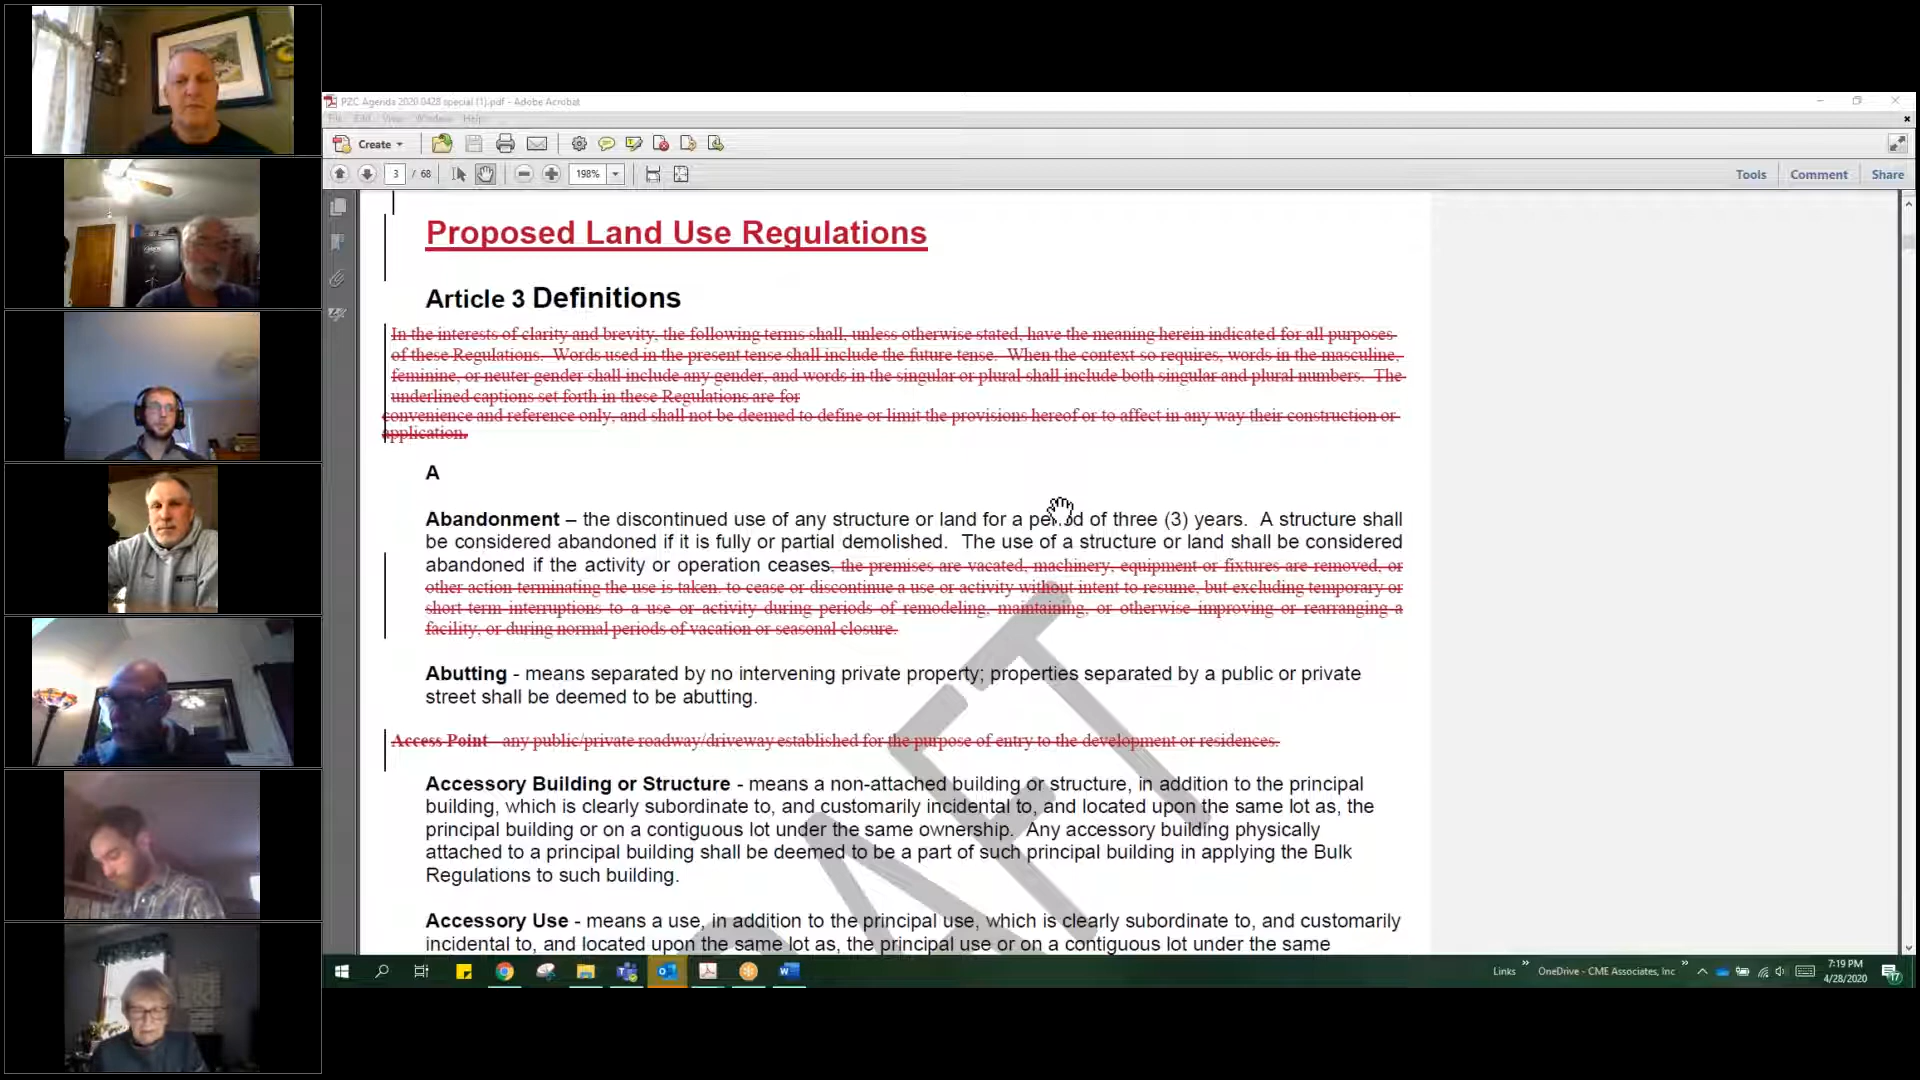 PZC Agenda 2020 0428 special (1).pdf - Adobe Acrobat
File Edit View Window Help
Create
3 / 68 198% Tools Comment Share
Proposed Land Use Regulations
Article 3 Definitions
In the interests of clarity and brevity, the following terms shall, unless otherwise stated, have the meaning herein indicated for all purposes
of these Regulations. Words used in the present tense shall include the future tense. When the context so requires, words in the masculine,
feminine, or neuter gender shall include any gender, and words in the singular or plural shall include both singular and plural numbers. The
underlined captions set forth in these Regulations are for
convenience and reference only, and shall not be deemed to define or limit the provisions hereof or to affect in any way their construction or
application.
A
Abandonment – the discontinued use of any structure or land for a period of three (3) years. A structure shall
be considered abandoned if it is fully or partial demolished. The use of a structure or land shall be considered
abandoned if the activity or operation ceases, the premises are vacated, machinery, equipment or fixtures are removed, or
other action terminating the use is taken. to cease or discontinue a use or activity without intent to resume, but excluding temporary or
short term interruptions to a use or activity during periods of remodeling, maintaining, or otherwise improving or rearranging a
facility, or during normal periods of vacation or seasonal closure.
Abutting - means separated by no intervening private property; properties separated by a public or private
street shall be deemed to be abutting.
Access Point - any public/private roadway/driveway established for the purpose of entry to the development or residences.
Accessory Building or Structure - means a non-attached building or structure, in addition to the principal
building, which is clearly subordinate to, and customarily incidental to, and located upon the same lot as, the
principal building or on a contiguous lot under the same ownership. Any accessory building physically
attached to a principal building shall be deemed to be a part of such principal building in applying the Bulk
Regulations to such building.
Accessory Use - means a use, in addition to the principal use, which is clearly subordinate to, and customarily
incidental to, and located upon the same lot as, the principal use or on a contiguous lot under the same
Links OneDrive - CME Associates, Inc 7:19 PM
4/28/2020
17